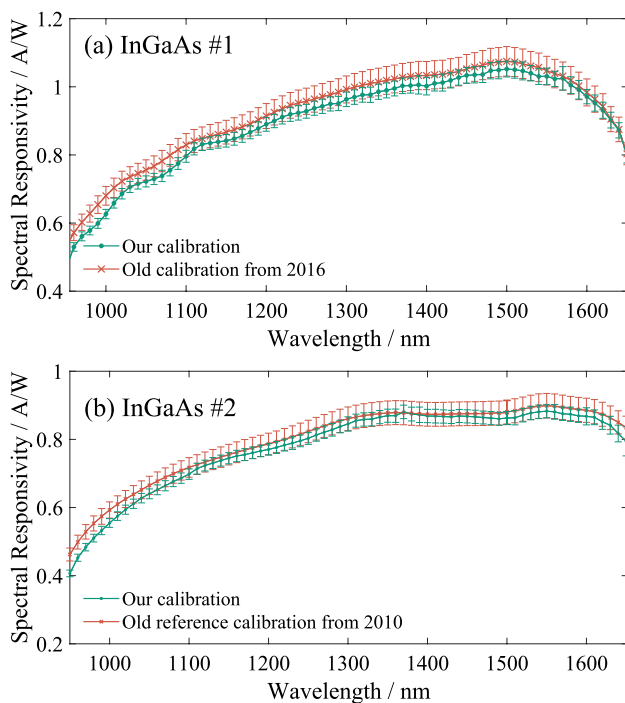 1.2
(a) InGaAs #1
1
0.8
0.6
0.4
Spectral Responsivity / A/W
Our calibration
Old calibration from 2016
1000 1100 1200 1300 1400 1500 1600
Wavelength / nm
1
(b) InGaAs #2
0.8
0.6
0.4
0.2
Spectral Responsivity / A/W
Our calibration
Old reference calibration from 2010
1000 1100 1200 1300 1400 1500 1600
Wavelength / nm